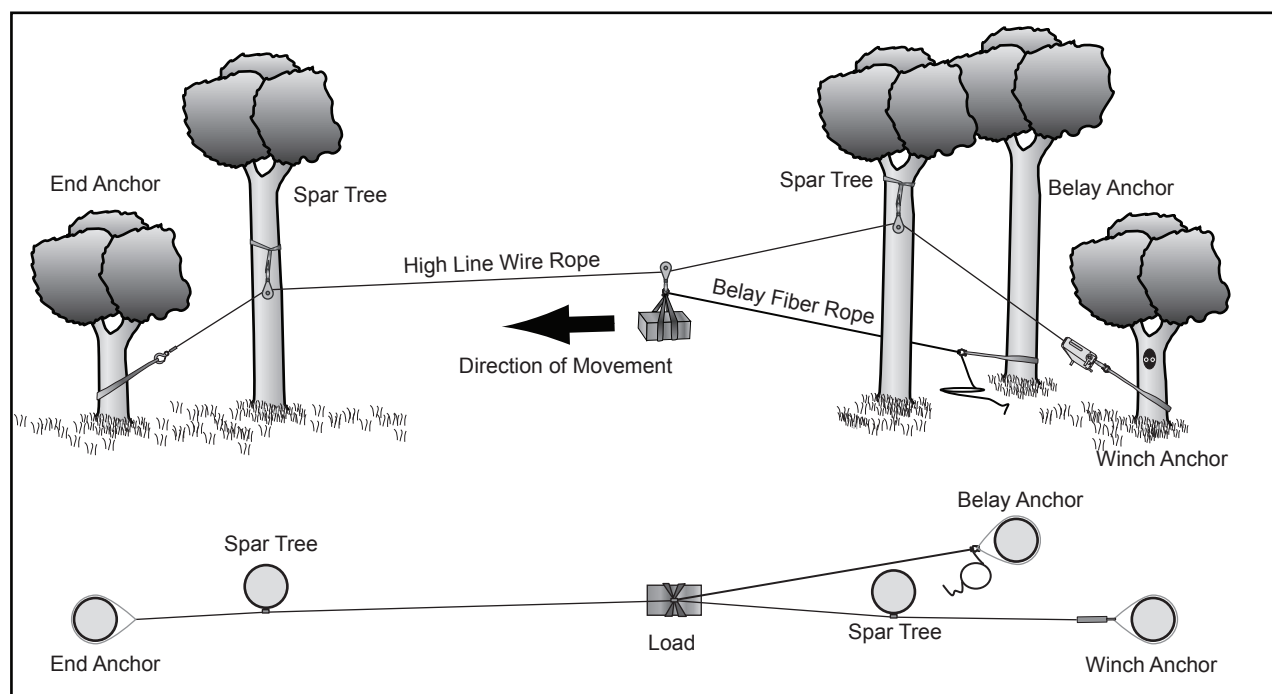 End Anchor
Spar Tree
Spar Tree
Belay Anchor
High Line Wire Rope
Belay Fiber Rope
Direction of Movement
Winch Anchor
Belay Anchor
Spar Tree
Load
Spar Tree
End Anchor
Winch Anchor